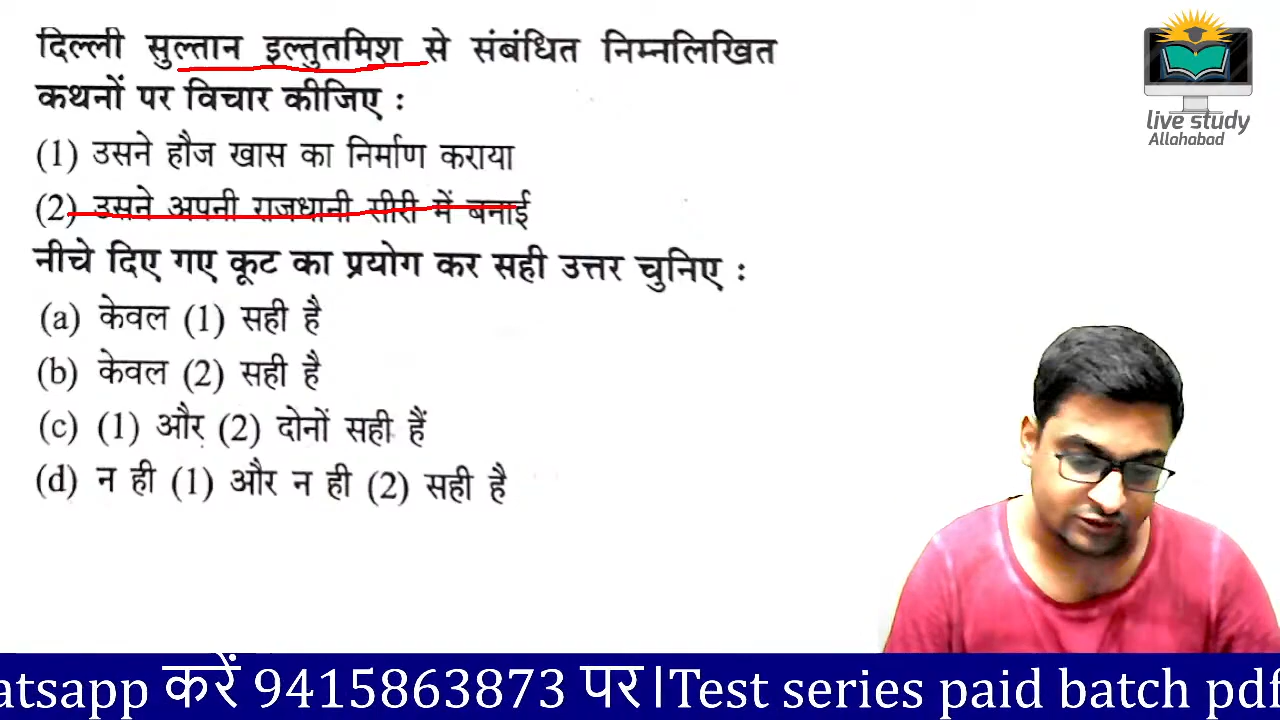 दिल्ली सुल्तान इल्तुतमिश से संबंधित निम्नलिखित
कथनों पर विचार कीजिए :
(1) उसने हौज खास का निर्माण कराया
(2) उसने अपनी राजधानी सीरी में बनाई
नीचे दिए गए कूट का प्रयोग कर सही उत्तर चुनिए :
(a) केवल (1) सही है
(b) केवल (2) सही है
(c) (1) और (2) दोनों सही हैं
(d) न ही (1) और न ही (2) सही है
live study
Allahabad
atsapp करें 9415863873 पर।Test series paid batch pdf